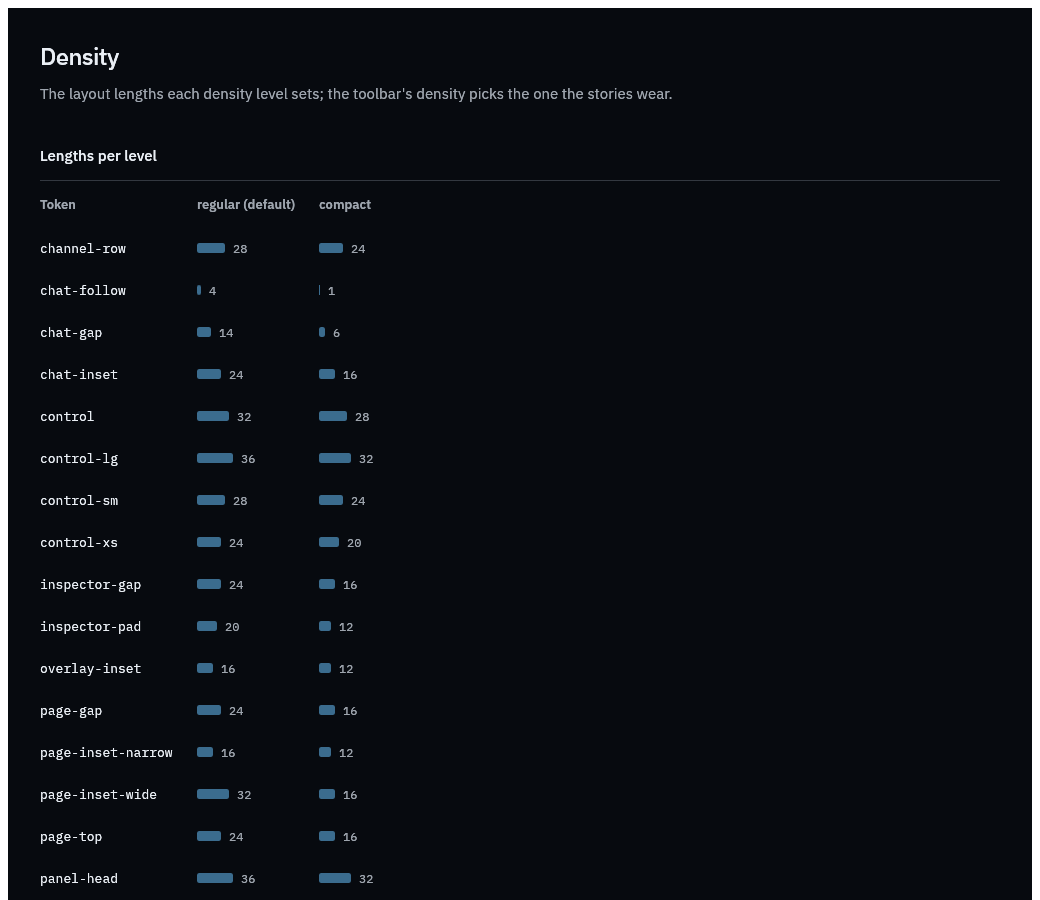 Density
The layout lengths each density level sets; the toolbar's density picks the one the stories wear.
Lengths per level
Token regular (default) compact
channel-row 28 24
chat-follow 4 1
chat-gap 14 6
chat-inset 24 16
control 32 28
control-lg 36 32
control-sm 28 24
control-xs 24 20
inspector-gap 24 16
inspector-pad 20 12
overlay-inset 16 12
page-gap 24 16
page-inset-narrow 16 12
page-inset-wide 32 16
page-top 24 16
panel-head 36 32